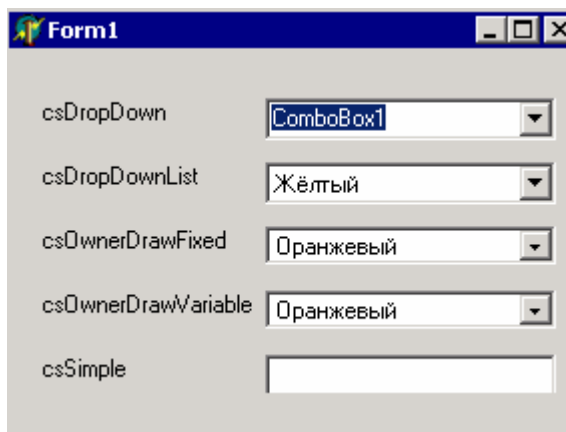 Form1
csDropDown ComboBox1
csDropDownList Жёлтый
csOwnerDrawFixed Оранжевый
csOwnerDrawVariable Оранжевый
csSimple